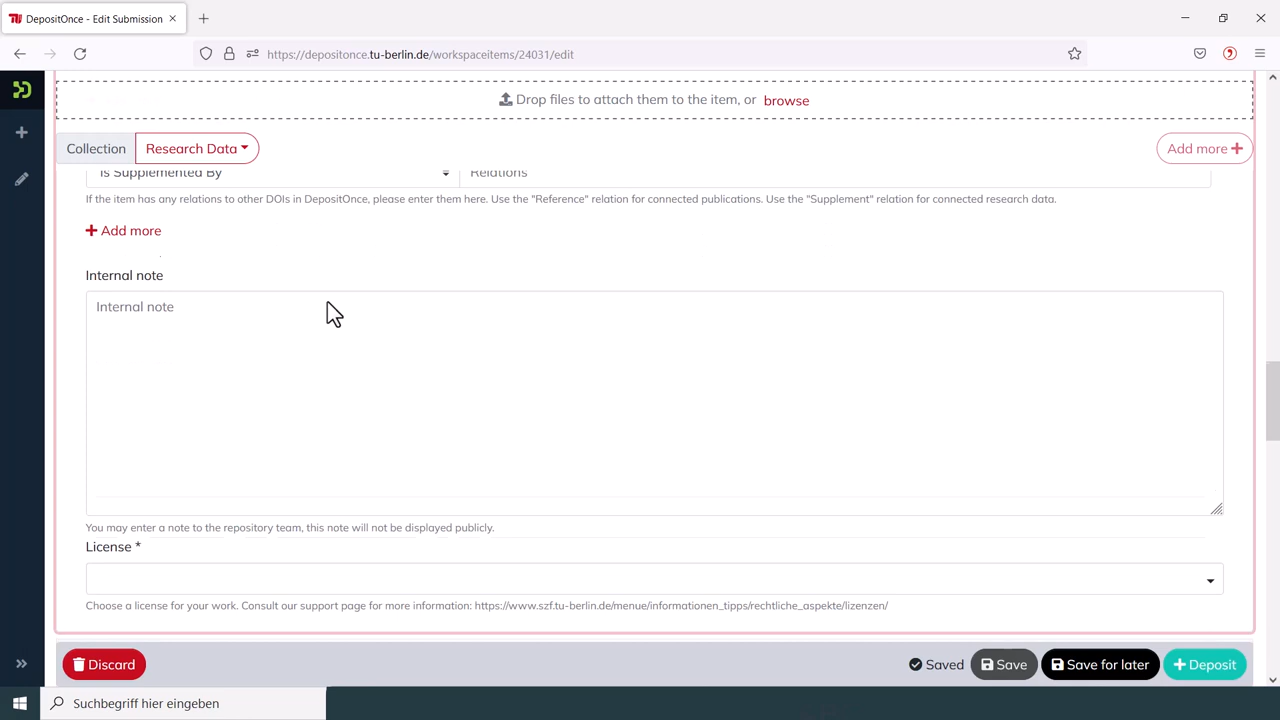 DepositOnce - Edit Submission
https://depositonce.tu-berlin.de/workspaceitems/24031/edit
Drop files to attach them to the item, or browse
Collection Research Data Add more
Is Supplemented By Relations
If the item has any relations to other DOIs in DepositOnce, please enter them here. Use the "Reference" relation for connected publications. Use the "Supplement" relation for connected research data.
Add more
Internal note
Internal note
You may enter a note to the repository team, this note will not be displayed publicly.
License *
Choose a license for your work. Consult our support page for more information: https://www.szf.tu-berlin.de/menue/informationen_tipps/rechtliche_aspekte/lizenzen/
Discard Saved Save Save for later Deposit
Suchbegriff hier eingeben